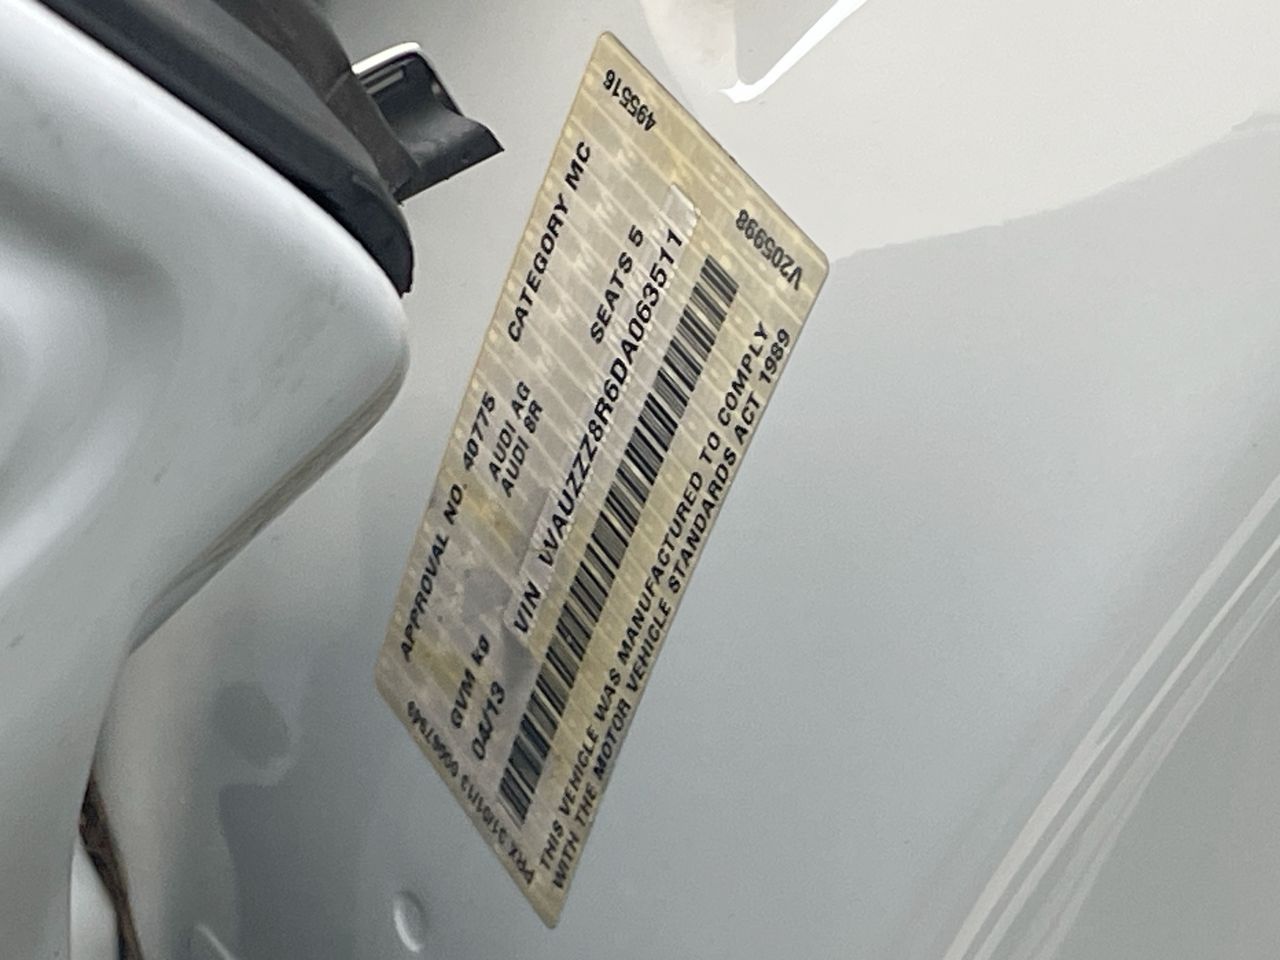 APPROVAL NO. 40775 CATEGORY MC
AUDI AG
AUDI 8R
GVM kg SEATS 5
04/13
VIN WAUZZZ8R6DA063511
THIS VEHICLE WAS MANUFACTURED TO COMPLY
WITH THE MOTOR VEHICLE STANDARDS ACT 1989
495516
V205998